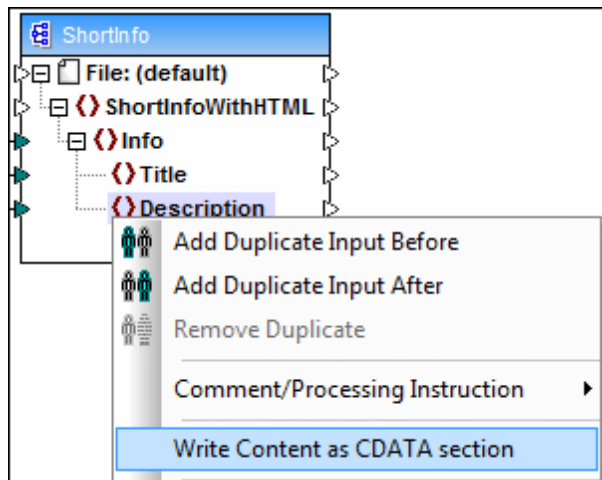 ShortInfo
File: (default)
ShortInfoWithHTML
Info
Title
Description
Add Duplicate Input Before
Add Duplicate Input After
Remove Duplicate
Comment/Processing Instruction
Write Content as CDATA section